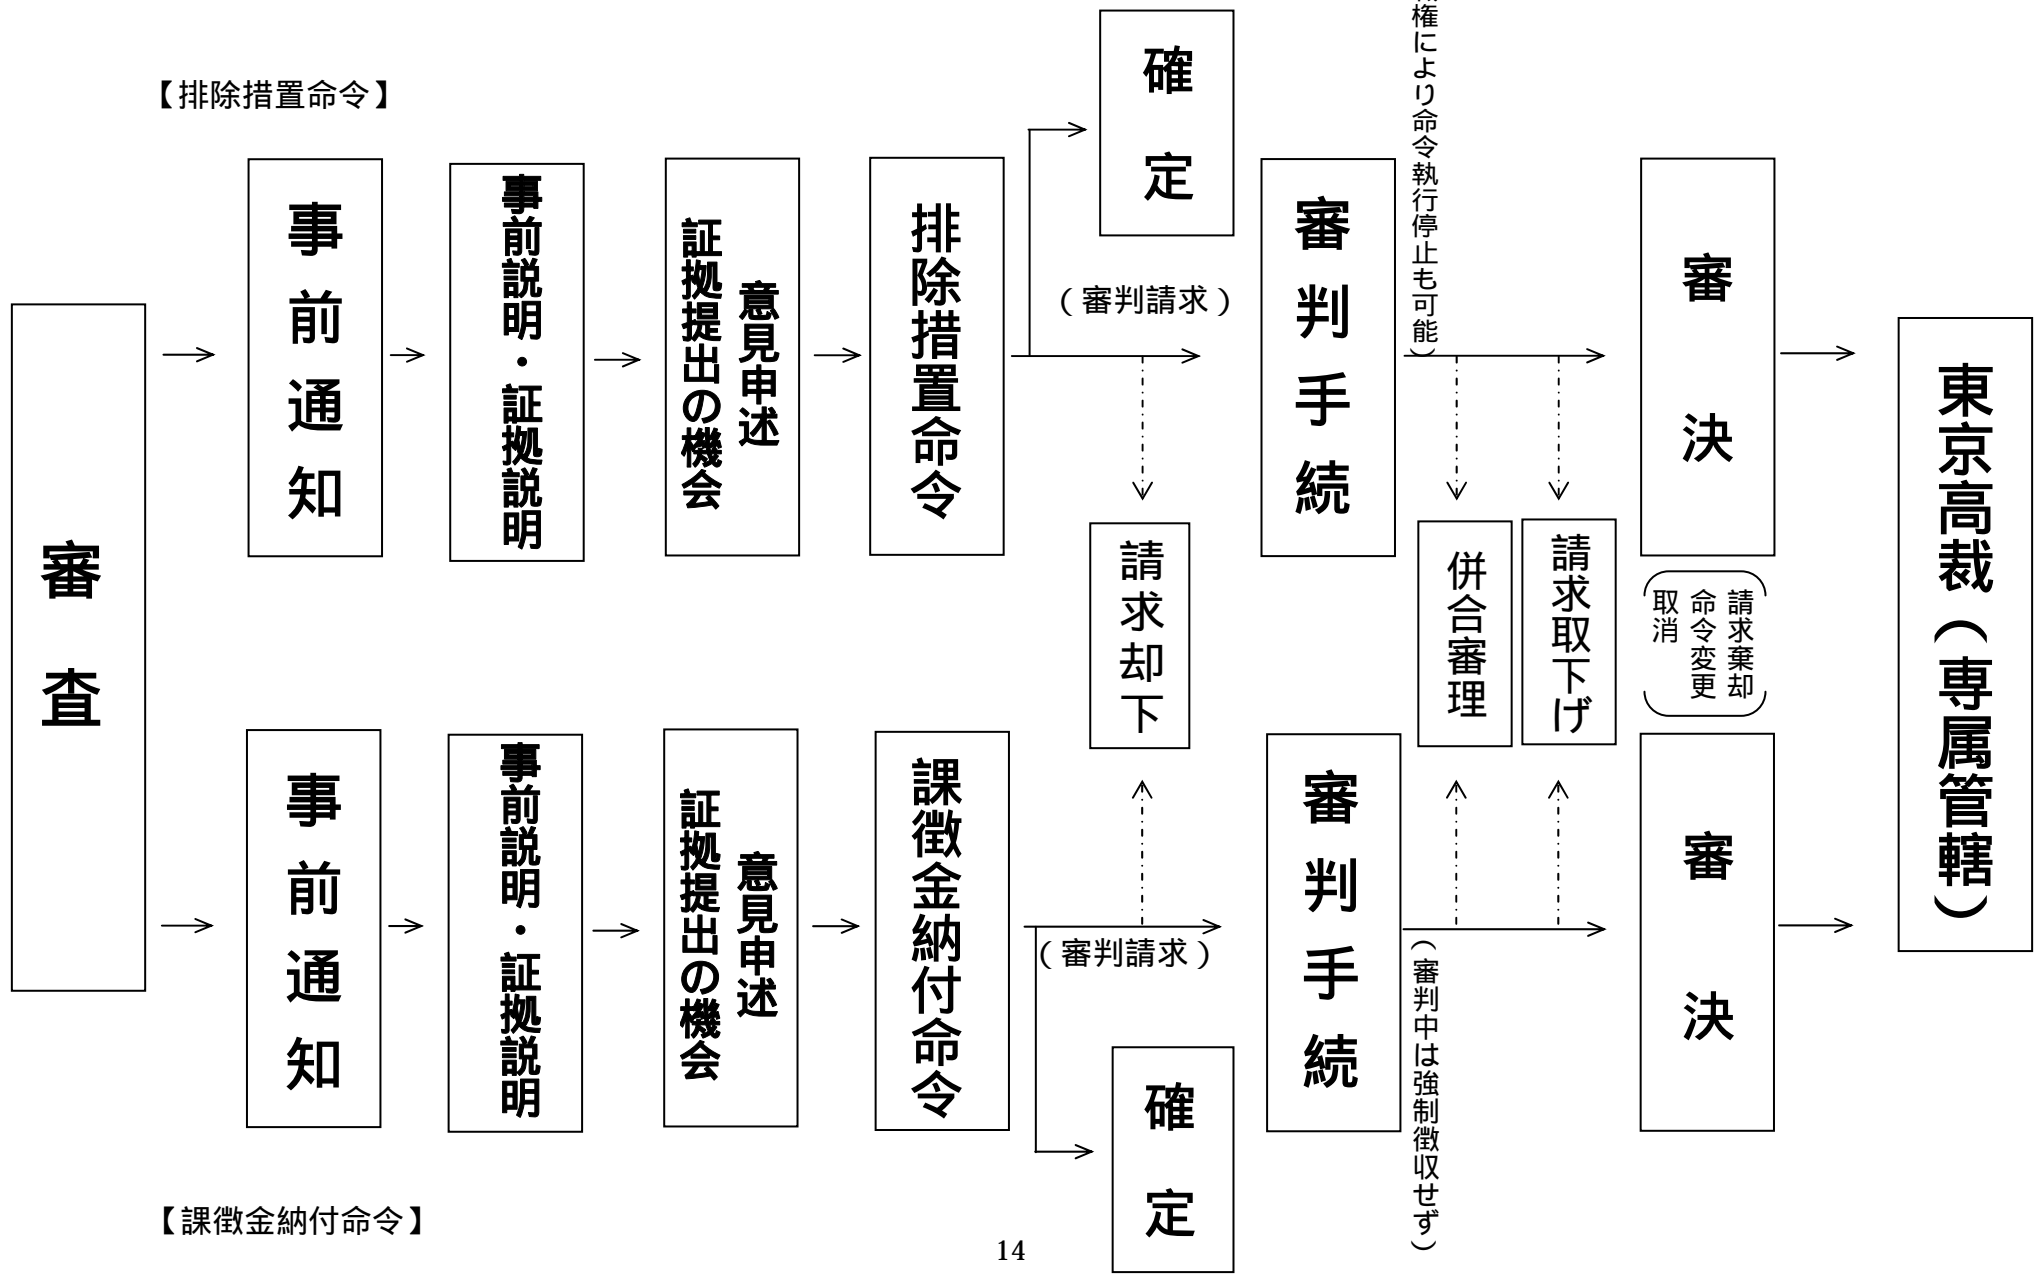 【排除措置命令】
審査
事前通知
事前説明・証拠説明
意見申述
証拠提出の機会
排除措置命令
確定
（審判請求）
審判手続
権により命令執行停止も可能）
審決
請求却下
併合審理
請求取下げ
請求棄却
命令変更
取消
東京高裁（専属管轄）
事前通知
事前説明・証拠説明
意見申述
証拠提出の機会
課徴金納付命令
（審判請求）
確定
審判手続
（審判中は強制徴収せず）
審決
【課徴金納付命令】
14